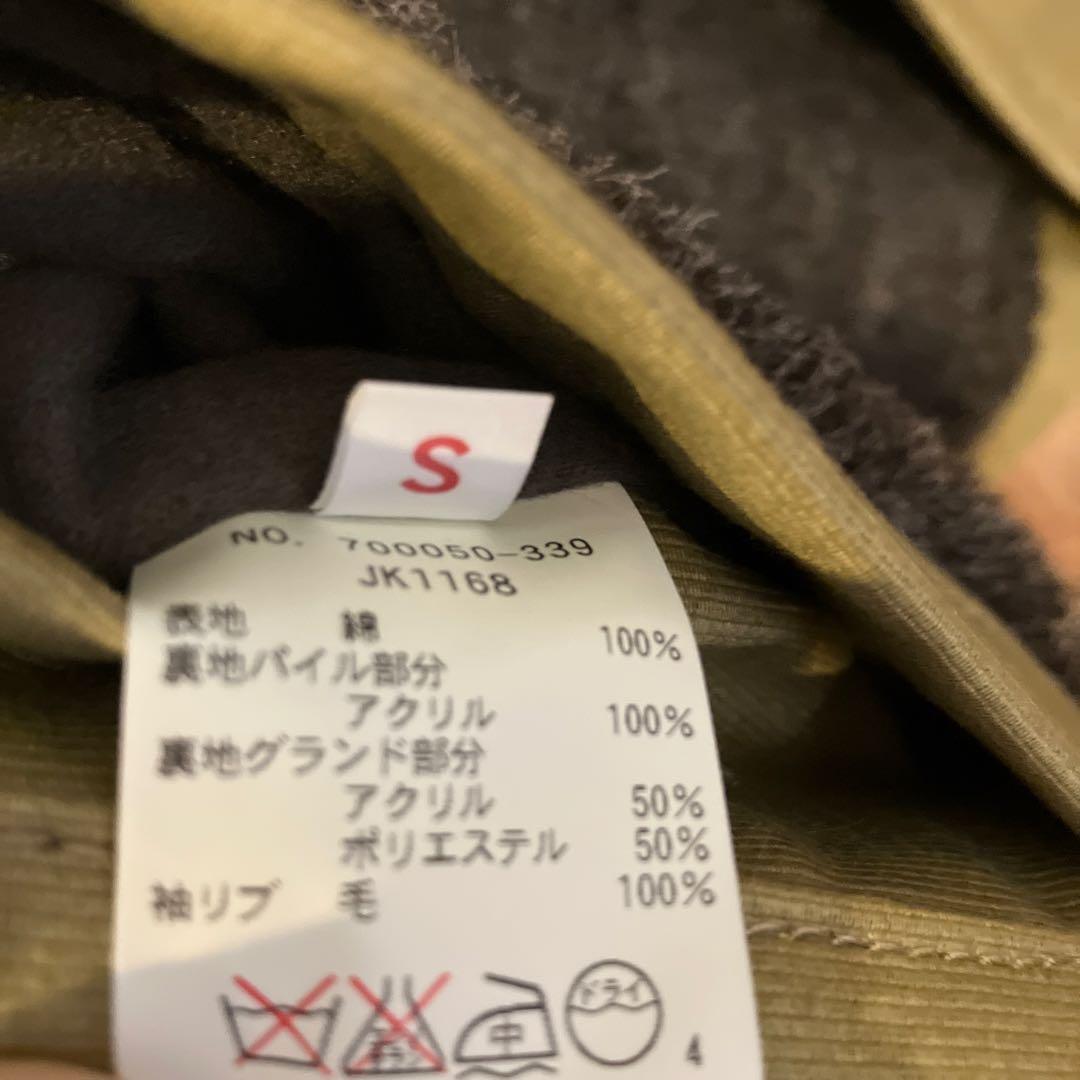 S
NO. 700050-339
JK1168
表地 綿 100%
裏地パイル部分
アクリル 100%
裏地グランド部分
アクリル 50%
ポリエステル 50%
袖リブ 毛 100%
中 ドライ
4